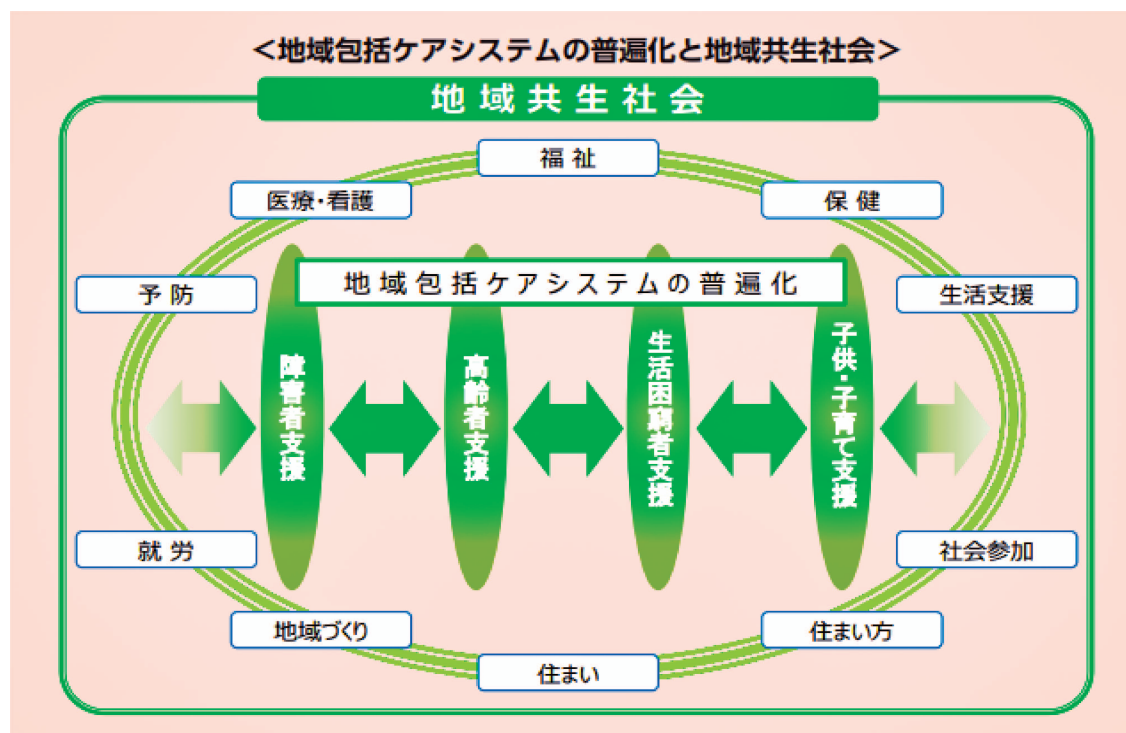 ＜地域包括ケアシステムの普遍化と地域共生社会＞
地域共生社会
福祉
医療・看護
保健
予防
地域包括ケアシステムの普遍化
生活支援
障害者支援
高齢者支援
生活困窮者支援
子供・子育て支援
就労
社会参加
地域づくり
住まい方
住まい